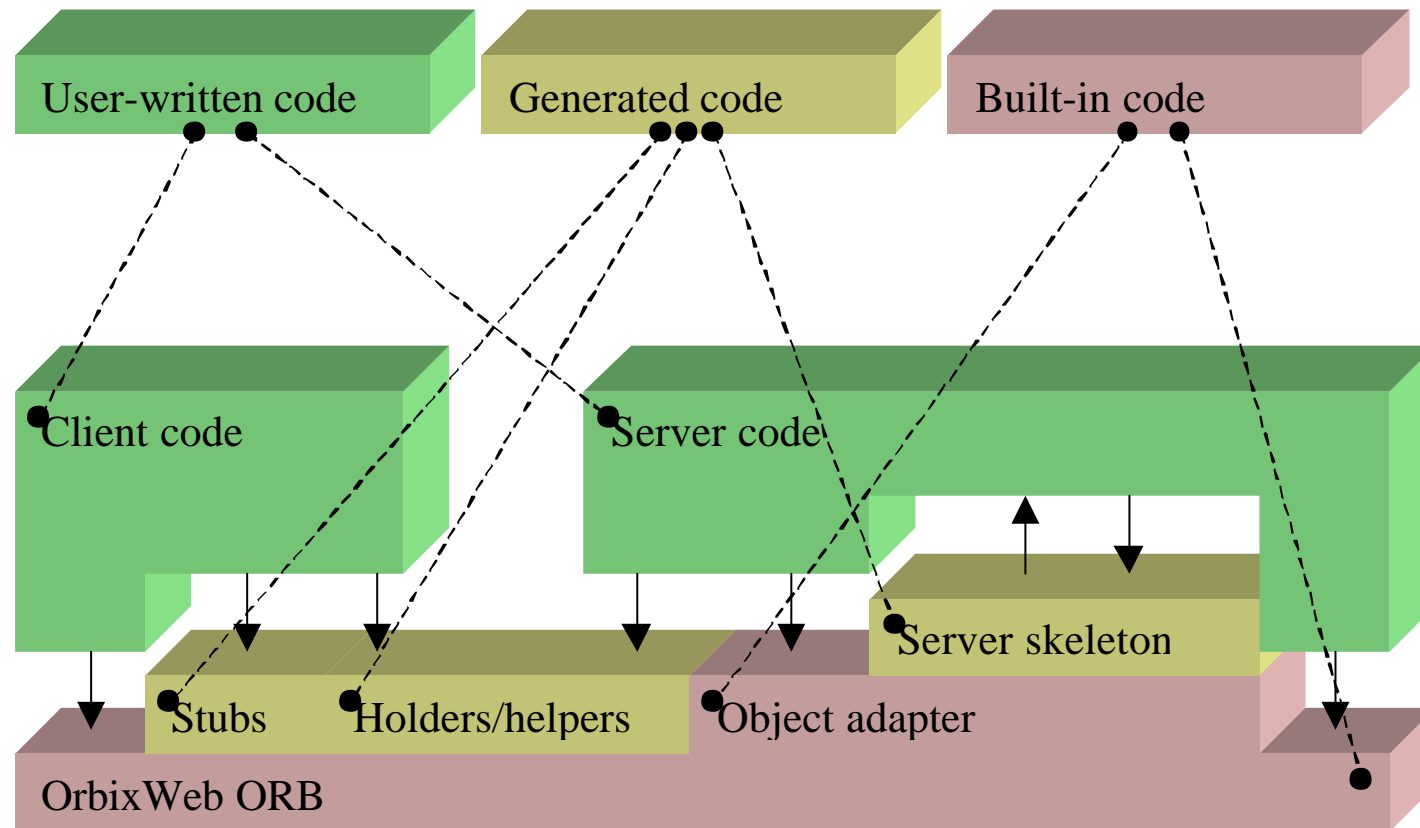 User-written code
Generated code
Built-in code
Client code
Server code
Server skeleton
Stubs
Holders/helpers
Object adapter
OrbixWeb ORB